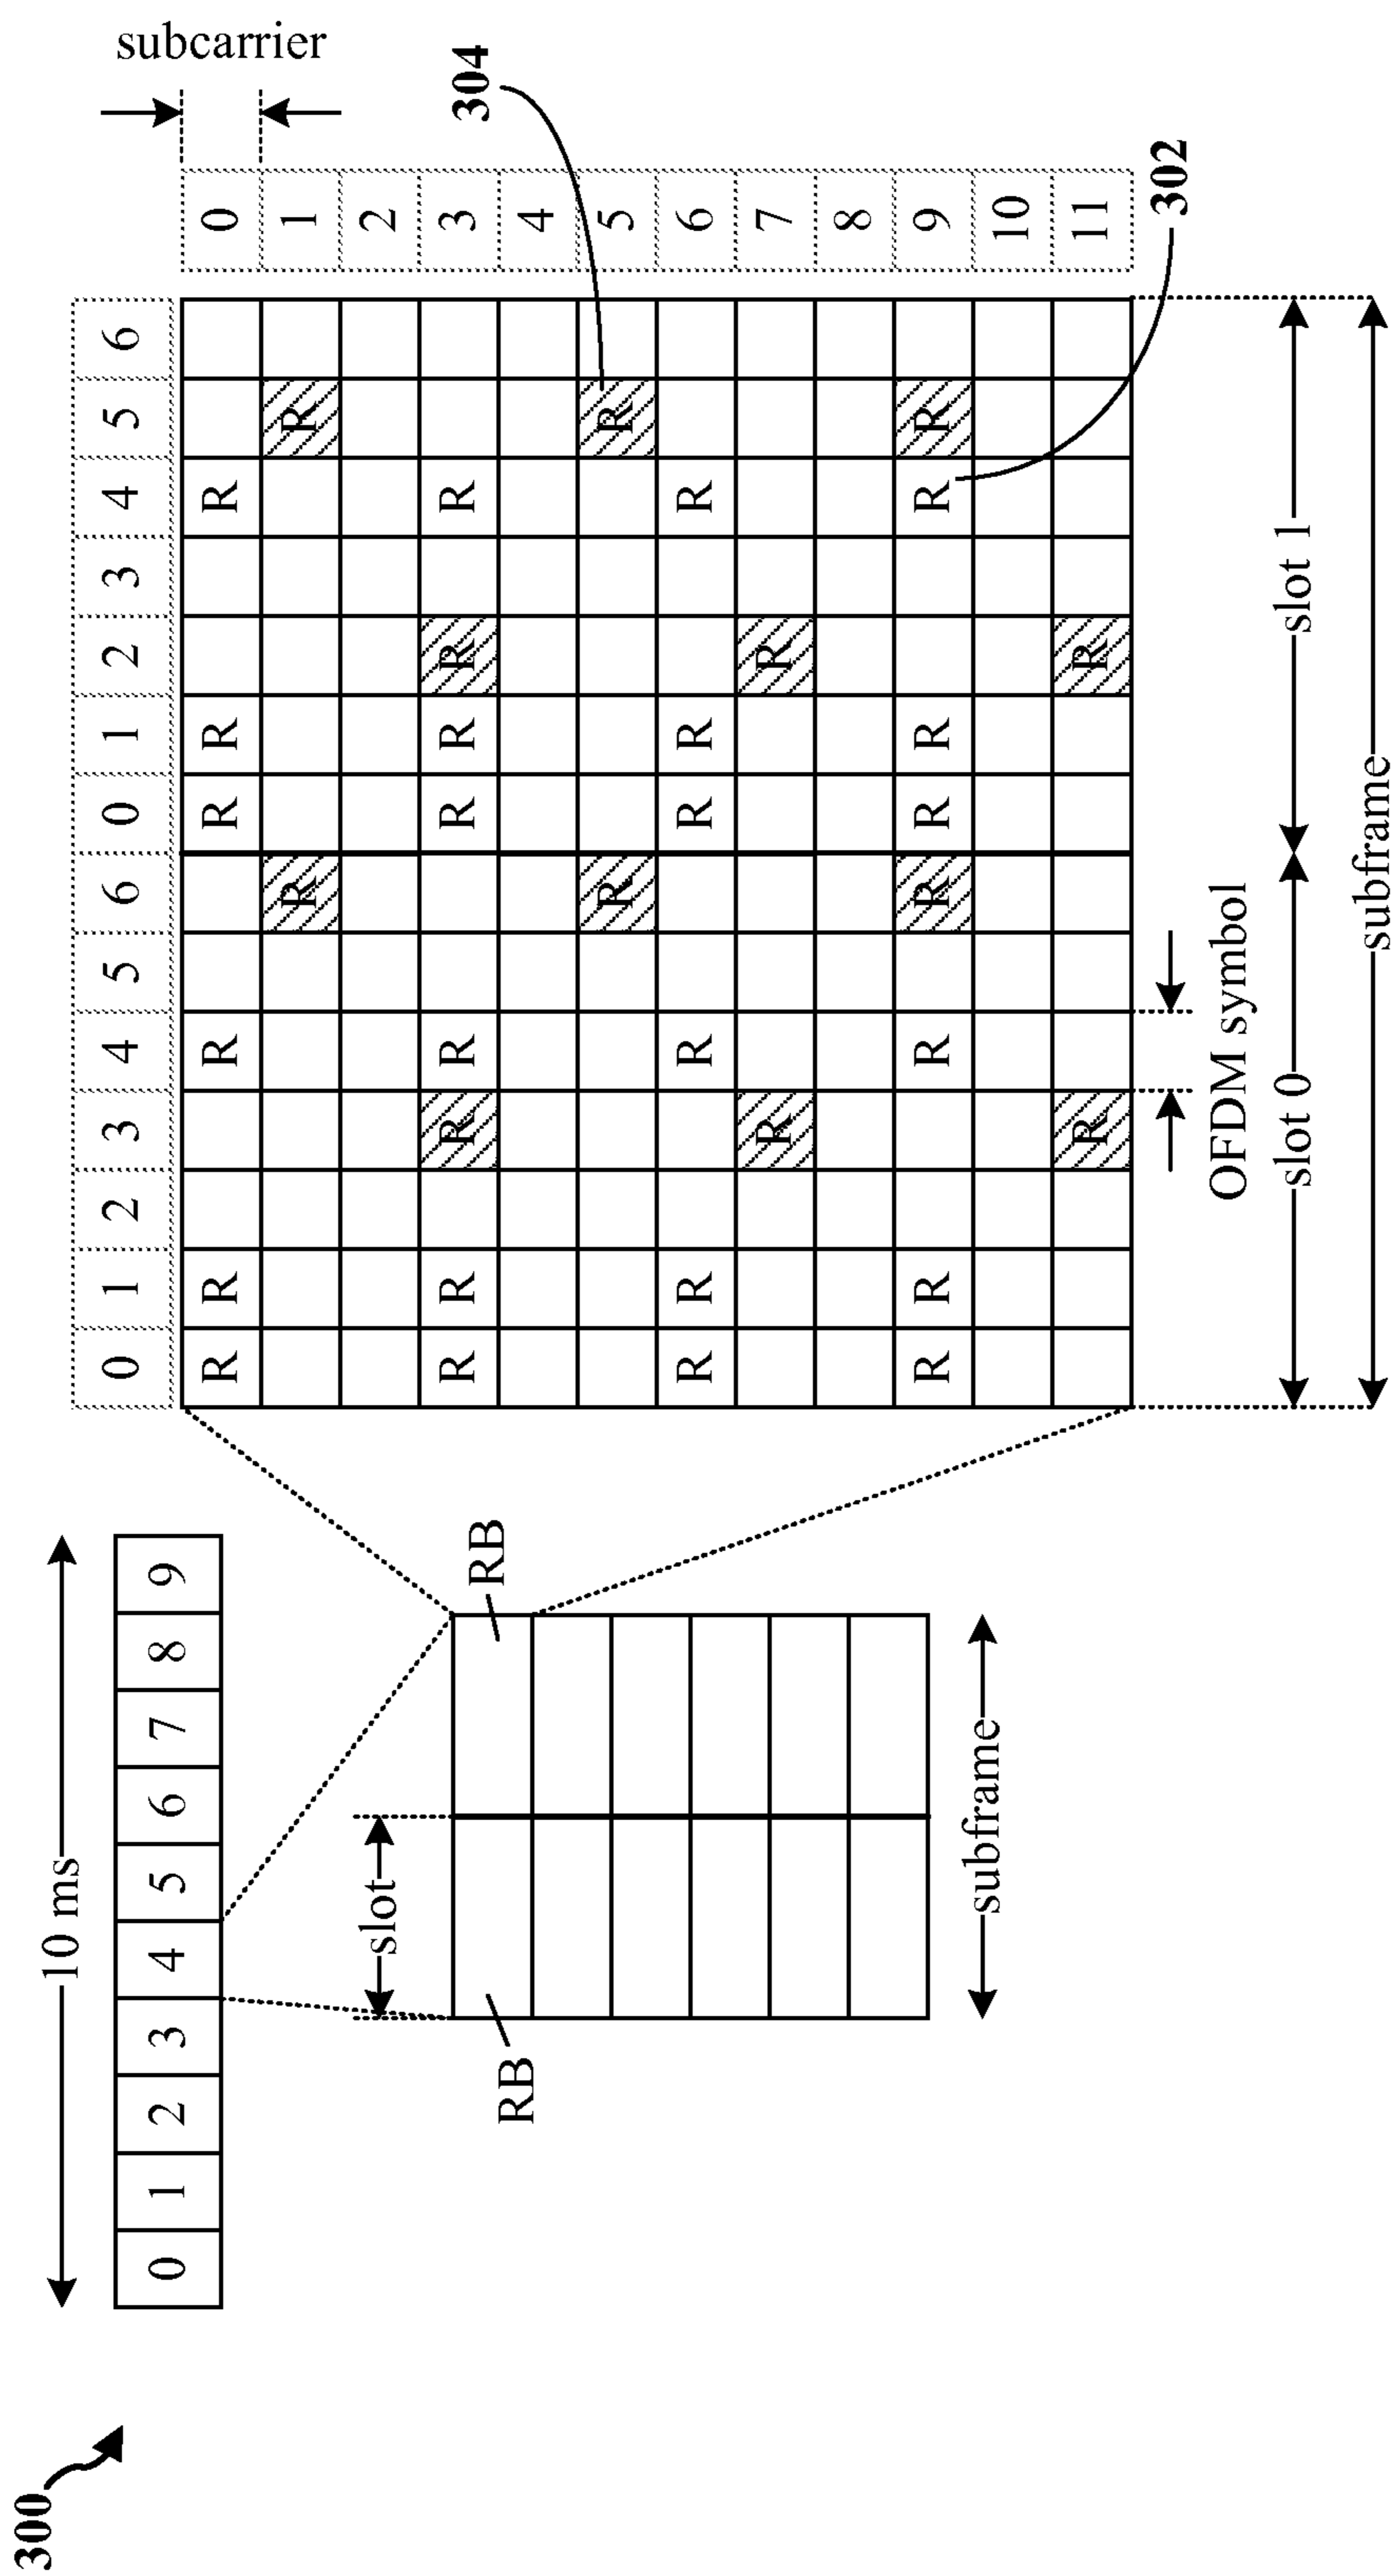 300
10 ms
0 1 2 3 4 5 6 7 8 9
slot
RB
RB
subframe
0 1 2 3 4 5 6 0 1 2 3 4 5 6
subcarrier
R R R R R R 0
R R 1
2
R R R R R R R R 3
4
R R 5
R R R R R R 6
R R 7
8
R R R R R R R R 9
10
R R 11
304
302
OFDM symbol
slot 0 slot 1
subframe